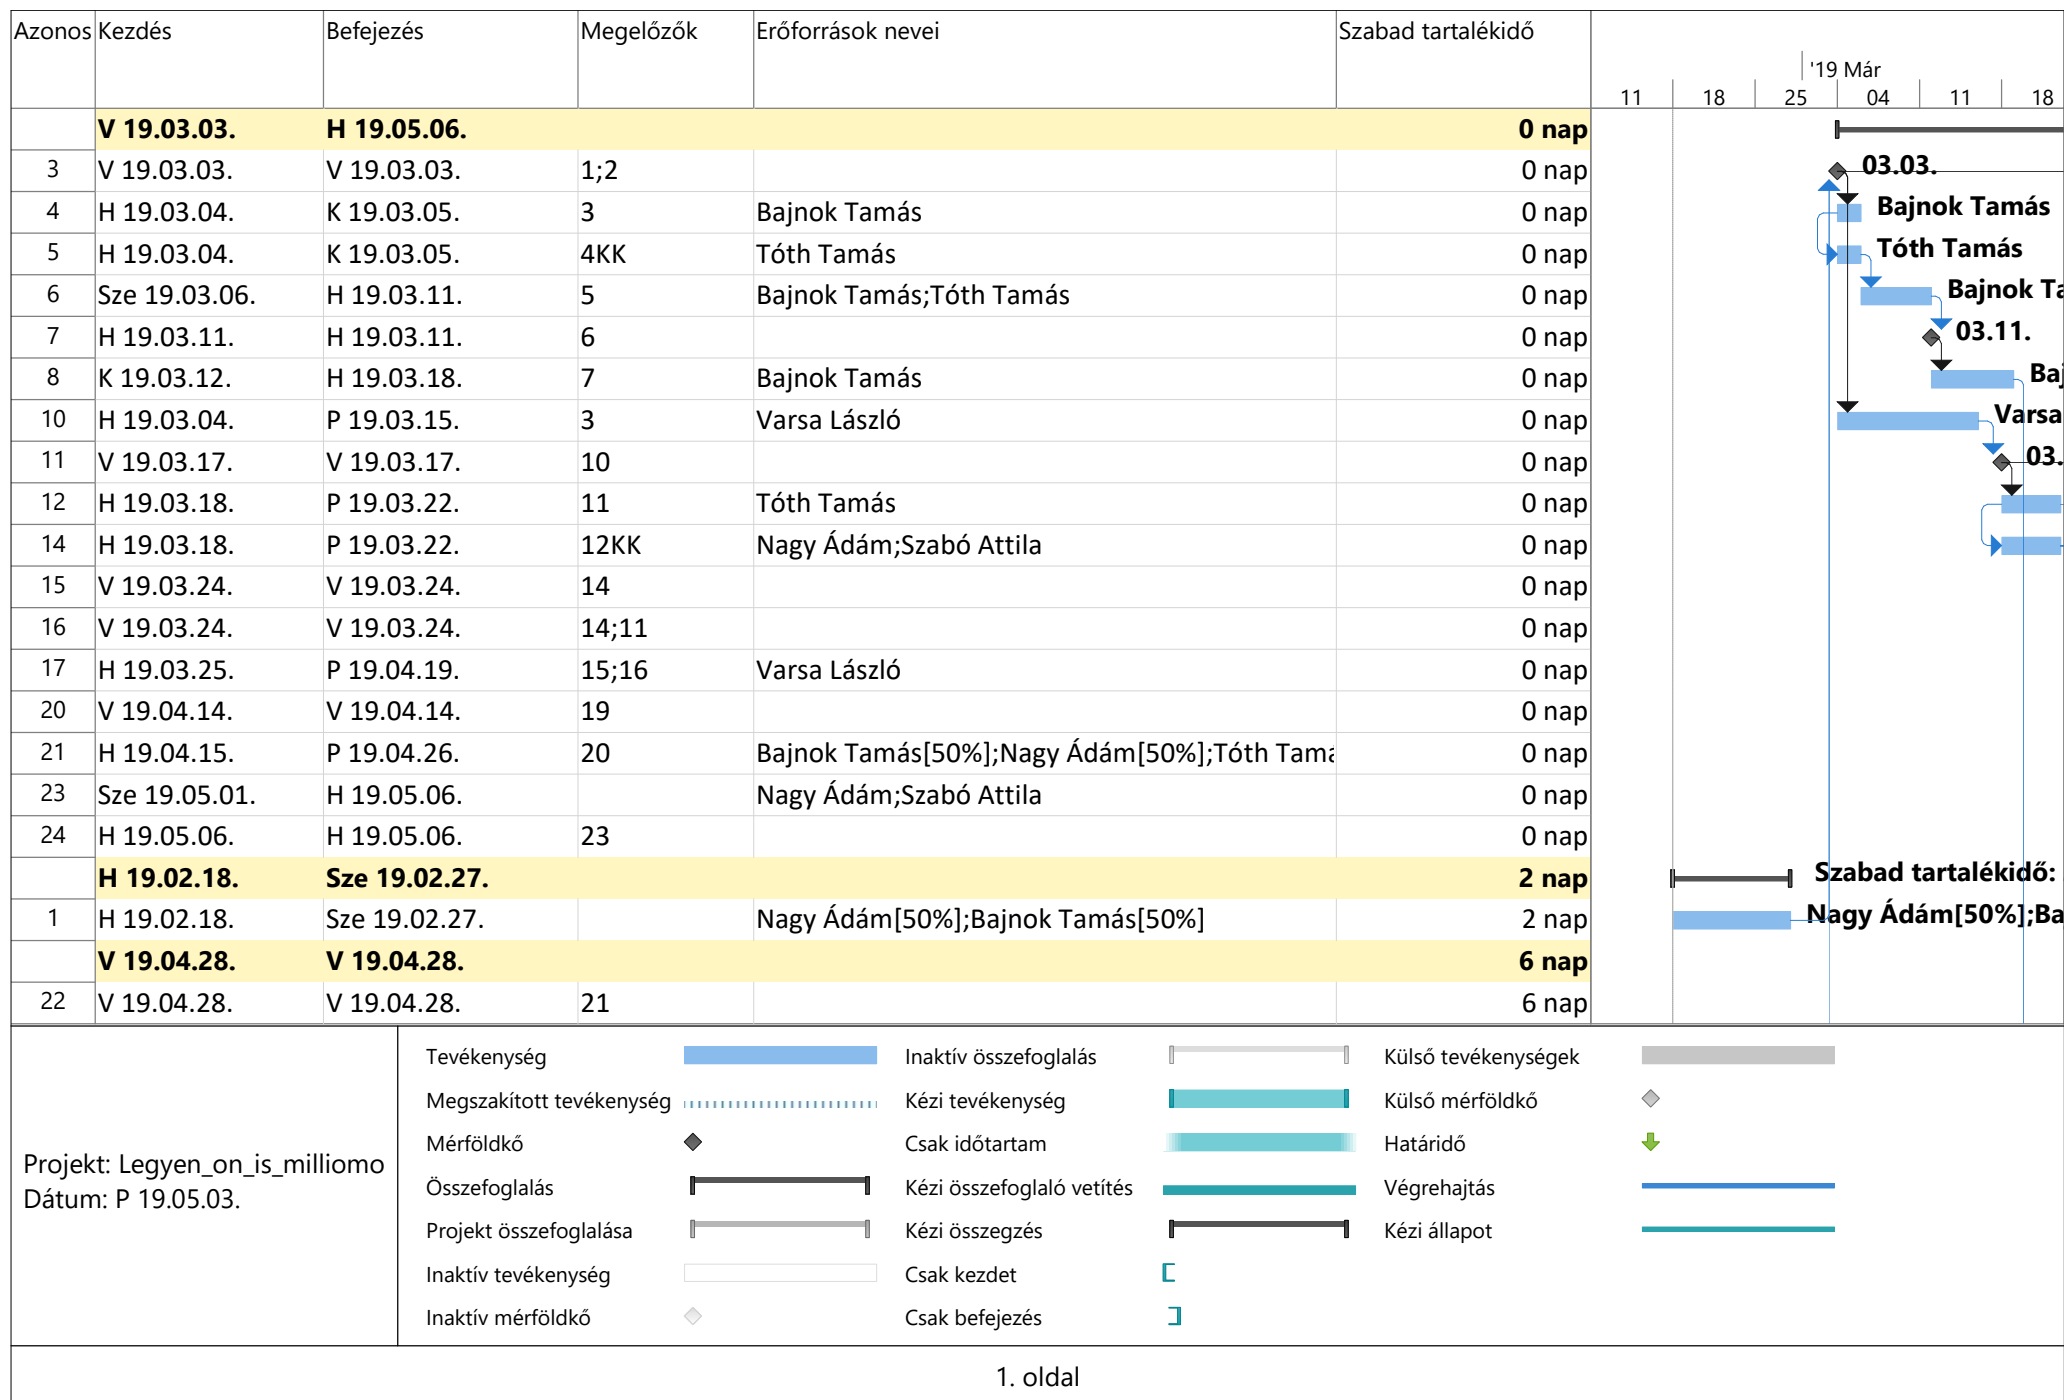 Azonos Kezdés Befejezés Megelőzők Erőforrások nevei Szabad tartalékidő
'19 Már
11 18 25 04 11 18
V 19.03.03. H 19.05.06. 0 nap
3 V 19.03.03. V 19.03.03. 1;2 0 nap 03.03.
4 H 19.03.04. K 19.03.05. 3 Bajnok Tamás 0 nap Bajnok Tamás
5 H 19.03.04. K 19.03.05. 4KK Tóth Tamás 0 nap Tóth Tamás
6 Sze 19.03.06. H 19.03.11. 5 Bajnok Tamás;Tóth Tamás 0 nap Bajnok Ta
7 H 19.03.11. H 19.03.11. 6 0 nap 03.11.
8 K 19.03.12. H 19.03.18. 7 Bajnok Tamás 0 nap Baj
10 H 19.03.04. P 19.03.15. 3 Varsa László 0 nap Varsa
11 V 19.03.17. V 19.03.17. 10 0 nap 03.
12 H 19.03.18. P 19.03.22. 11 Tóth Tamás 0 nap
14 H 19.03.18. P 19.03.22. 12KK Nagy Ádám;Szabó Attila 0 nap
15 V 19.03.24. V 19.03.24. 14 0 nap
16 V 19.03.24. V 19.03.24. 14;11 0 nap
17 H 19.03.25. P 19.04.19. 15;16 Varsa László 0 nap
20 V 19.04.14. V 19.04.14. 19 0 nap
21 H 19.04.15. P 19.04.26. 20 Bajnok Tamás[50%];Nagy Ádám[50%];Tóth Tamá 0 nap
23 Sze 19.05.01. H 19.05.06. Nagy Ádám;Szabó Attila 0 nap
24 H 19.05.06. H 19.05.06. 23 0 nap
H 19.02.18. Sze 19.02.27. 2 nap Szabad tartalékidő:
1 H 19.02.18. Sze 19.02.27. Nagy Ádám[50%];Bajnok Tamás[50%] 2 nap Nagy Ádám[50%];Ba
V 19.04.28. V 19.04.28. 6 nap
22 V 19.04.28. V 19.04.28. 21 6 nap
Projekt: Legyen_on_is_milliomo
Dátum: P 19.05.03.
Tevékenység
Megszakított tevékenység
Mérföldkő
Összefoglalás
Projekt összefoglalása
Inaktív tevékenység
Inaktív mérföldkő
Inaktív összefoglalás
Kézi tevékenység
Csak időtartam
Kézi összefoglaló vetítés
Kézi összegzés
Csak kezdet
Csak befejezés
Külső tevékenységek
Külső mérföldkő
Határidő
Végrehajtás
Kézi állapot
1. oldal